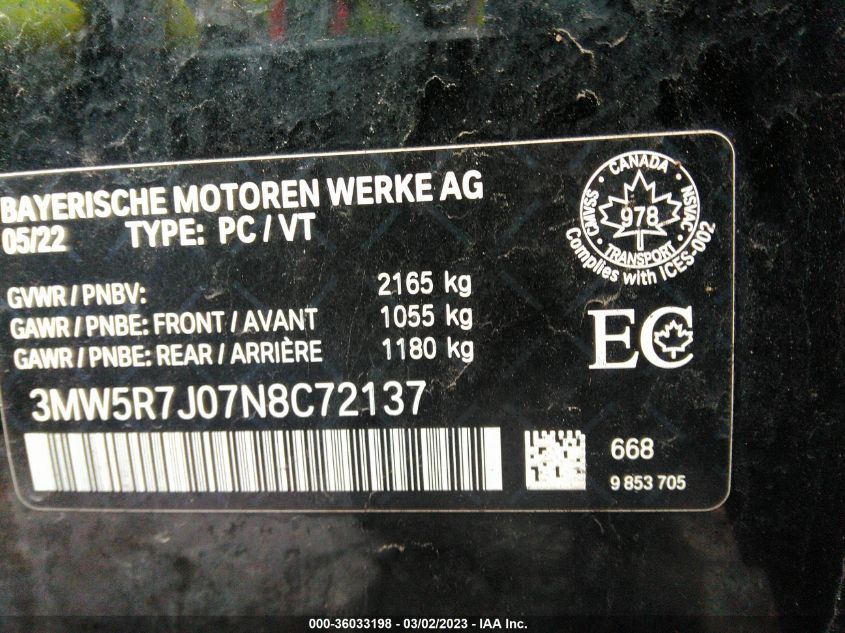 BAYERISCHE MOTOREN WERKE AG
05/22 TYPE: PC / VT
GVWR / PNBV: 2165 kg
GAWR / PNBE: FRONT / AVANT 1055 kg
GAWR / PNBE: REAR / ARRIÈRE 1180 kg
3MW5R7J07N8C72137
CANADA
CMVSS 978 NSVAC
TRANSPORT
Complies with ICES-002
EC
668
9 853 705
000-36033198 - 03/02/2023 - IAA Inc.